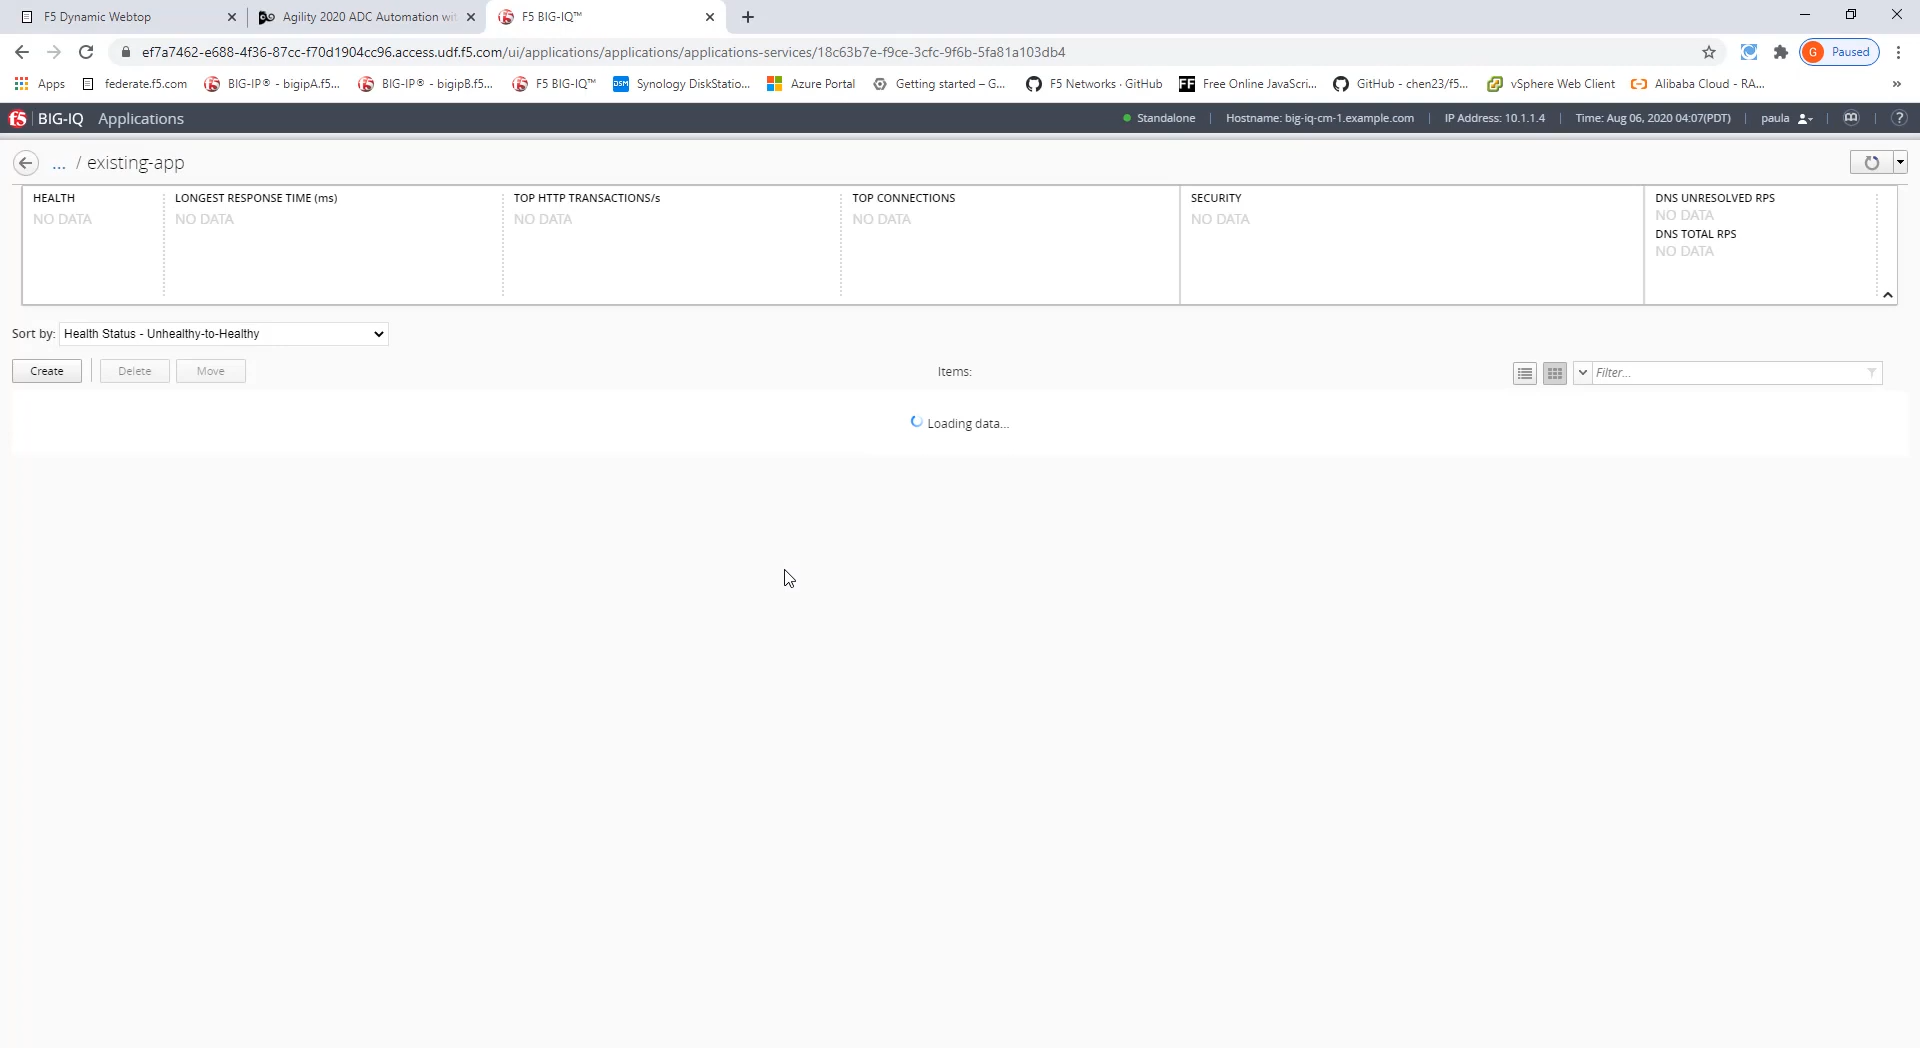 F5 Dynamic Webtop
Agility 2020 ADC Automation wit
F5 BIG-IQ™
ef7a7462-e688-4f36-87cc-f70d1904cc96.access.udf.f5.com/ui/applications/applications/applications-services/18c63b7e-f9ce-3cfc-9f6b-5fa81a103db4
G Paused
Apps
federate.f5.com
BIG-IP® - bigipA.f5...
BIG-IP® - bigipB.f5...
F5 BIG-IQ™
DSM Synology DiskStatio...
Azure Portal
Getting started – G...
F5 Networks · GitHub
FF Free Online JavaScri...
GitHub - chen23/f5...
vSphere Web Client
Alibaba Cloud - RA...
»
f5 BIG-IQ Applications
Standalone | Hostname: big-iq-cm-1.example.com | IP Address: 10.1.1.4 | Time: Aug 06, 2020 04:07(PDT) | paula
... / existing-app
HEALTH
NO DATA
LONGEST RESPONSE TIME (ms)
NO DATA
TOP HTTP TRANSACTIONS/s
NO DATA
TOP CONNECTIONS
NO DATA
SECURITY
NO DATA
DNS UNRESOLVED RPS
NO DATA
DNS TOTAL RPS
NO DATA
Sort by: Health Status - Unhealthy-to-Healthy
Create Delete Move Items: Filter...
Loading data...